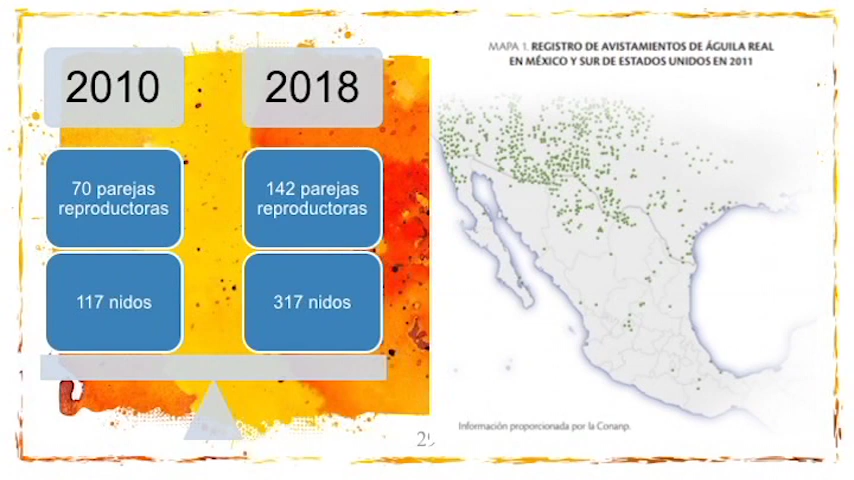 2010
2018
70 parejas
reproductoras
142 parejas
reproductoras
117 nidos
317 nidos
MAPA 1. REGISTRO DE AVISTAMIENTOS DE ÁGUILA REAL
EN MÉXICO Y SUR DE ESTADOS UNIDOS EN 2011
Información proporcionada por la Conanp.